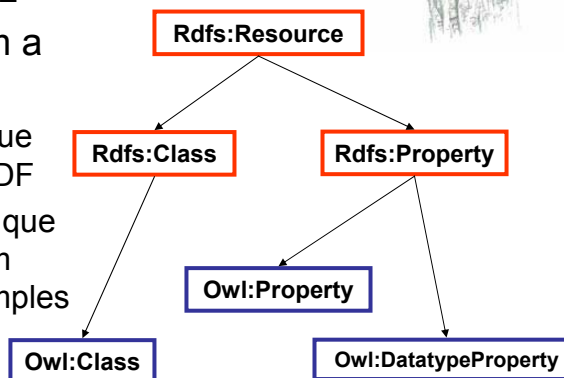 n a
ue
DF
que
n
mples
Rdfs:Resource
Rdfs:Class
Rdfs:Property
Owl:Property
Owl:Class
Owl:DatatypeProperty